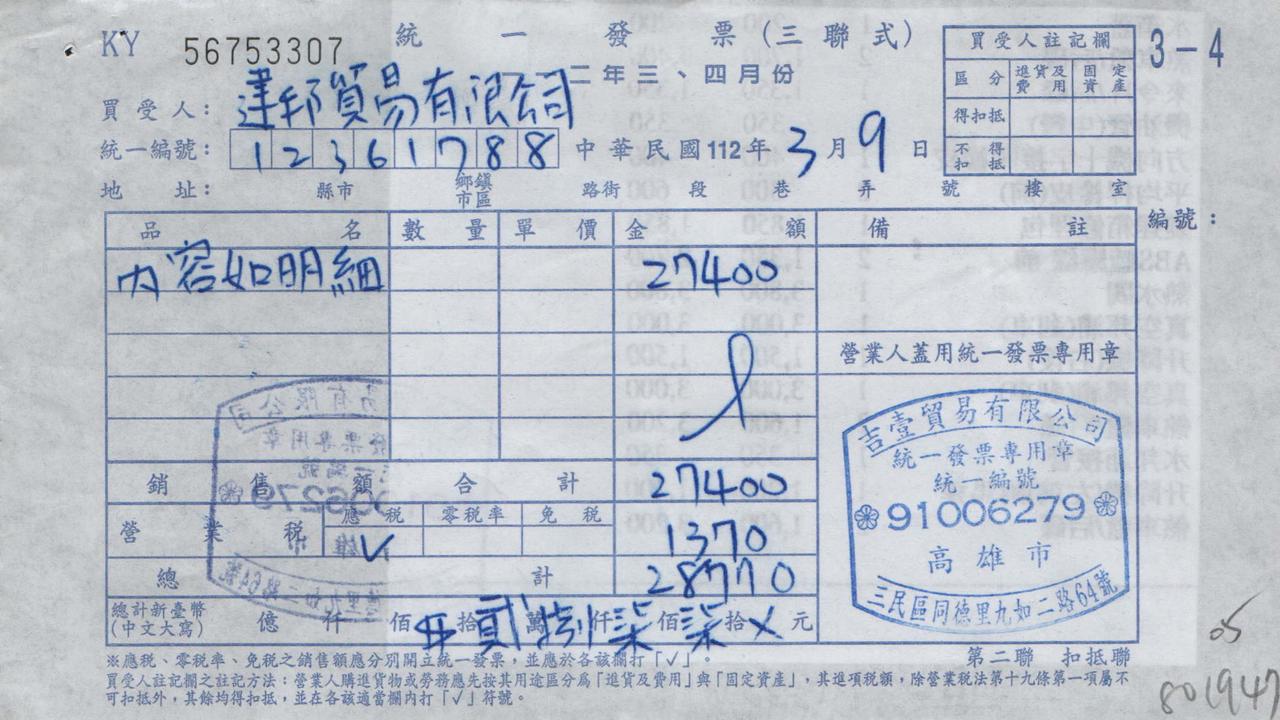 KY 56753307 統一發票(三聯式) 3-4
二年三、四月份
買受人註記欄
區分 進貨及費用 固定資產
得扣抵
不得扣抵
買受人:達邦貿易有限公司
統一編號:12361788 中華民國112年3月9日
地址: 縣市 鄉鎮市區 路街 段 巷 弄 號 樓 室
品名 數量 單價 金額 備註 編號:
內容如明細 27400
營業人蓋用統一發票專用章
吉壹貿易有限公司
統一發票專用章
統一編號
91006279
高雄市
三民區同德里九如二路64號
銷售額合計 27400
營業稅 應稅 零稅率 免稅
√ 1370
總計 28770
總計新臺幣(中文大寫) 億 仟 佰 拾 貳 萬 捌 仟 柒 佰 柒 拾 元
※應稅、零稅率、免稅之銷售額應分別開立統一發票,並應於各該欄打「√」。
第二聯 扣抵聯
買受人註記欄之註記方法:營業人購進貨物或勞務應先按其用途區分為「進貨及費用」與「固定資產」,其進項稅額,除營業稅法第十九條第一項屬不
可扣抵外,其餘均得扣抵,並在各該適當欄內打「√」符號。
05
801947